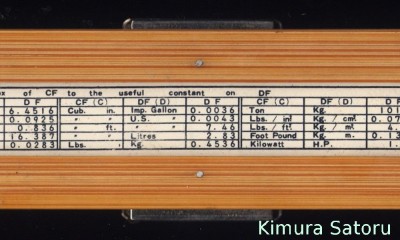 of CF to the useful constant on DF
D F CF (C) DF (D) D F CF (C) DF (D) D F
6.4516 Cub. in. Imp. Gallon 0.0036 Ton Kg. 101
0.0925 " " U.S. " 0.0043 Lbs. / in² Kg. / cm² 0.07
0.836 " ft. " " 7.46 Lbs. / ft² Kg. / m² 4.
16.387 " " Litres 2.83 Foot Pound Kg. m. 0.13
0.0283 Lbs. Kg. 0.4536 Kilowatt H.P. 1.
Kimura Satoru